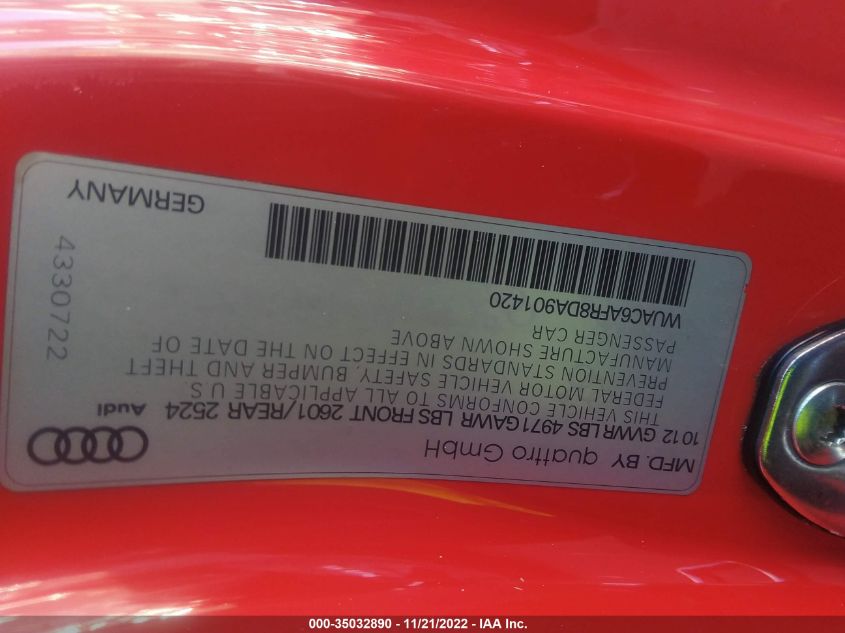 MFD. BY quattro GmbH
Audi
10 12 GVWR LBS 4971 GAWR LBS FRONT 2601/REAR 2524
THIS VEHICLE CONFORMS TO ALL APPLICABLE U.S.
FEDERAL MOTOR VEHICLE SAFETY, BUMPER AND THEFT
PREVENTION STANDARDS IN EFFECT ON THE DATE OF
MANUFACTURE SHOWN ABOVE
PASSENGER CAR
WUAC6AFR8DA901420
GERMANY
4330722
000-35032890 - 11/21/2022 - IAA Inc.